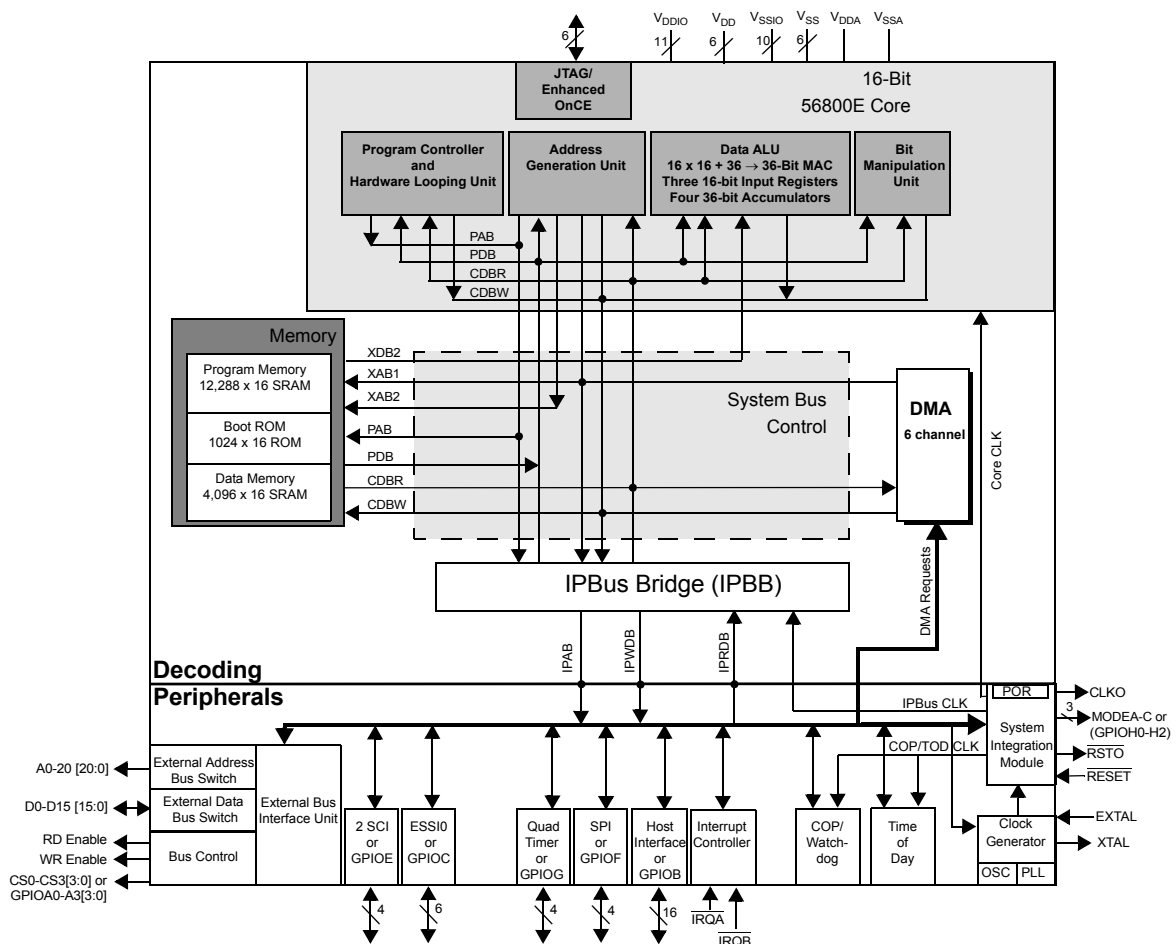 V_DDIO V_DD V_SSIO V_SS V_DDA V_SSA
6 11 6 10 6
JTAG/
Enhanced
OnCE
16-Bit
56800E Core
Program Controller
and
Hardware Looping Unit
Address
Generation Unit
Data ALU
16 x 16 + 36 → 36-Bit MAC
Three 16-bit Input Registers
Four 36-bit Accumulators
Bit
Manipulation
Unit
PAB
PDB
CDBR
CDBW
Memory
Program Memory
12,288 x 16 SRAM
Boot ROM
1024 x 16 ROM
Data Memory
4,096 x 16 SRAM
XDB2
XAB1
XAB2
PAB
PDB
CDBR
CDBW
System Bus
Control
DMA
6 channel
Core CLK
IPBus Bridge (IPBB)
DMA Requests
IPAB
IPWDB
IPRDB
Decoding
Peripherals
IPBus CLK
COP/TOD CLK
POR
System
Integration
Module
CLKO
3
MODEA-C or
(GPIOH0-H2)
RSTO
RESET
EXTAL
XTAL
Clock
Generator
OSC PLL
A0-20 [20:0]
D0-D15 [15:0]
RD Enable
WR Enable
CS0-CS3[3:0] or
GPIOA0-A3[3:0]
External Address
Bus Switch
External Data
Bus Switch
Bus Control
External Bus
Interface Unit
2 SCI
or
GPIOE
ESSI0
or
GPIOC
Quad
Timer
or
GPIOG
SPI
or
GPIOF
Host
Interface
or
GPIOB
Interrupt
Controller
COP/
Watch-
dog
Time
of
Day
4 6 4 4 16
IRQA
IRQB